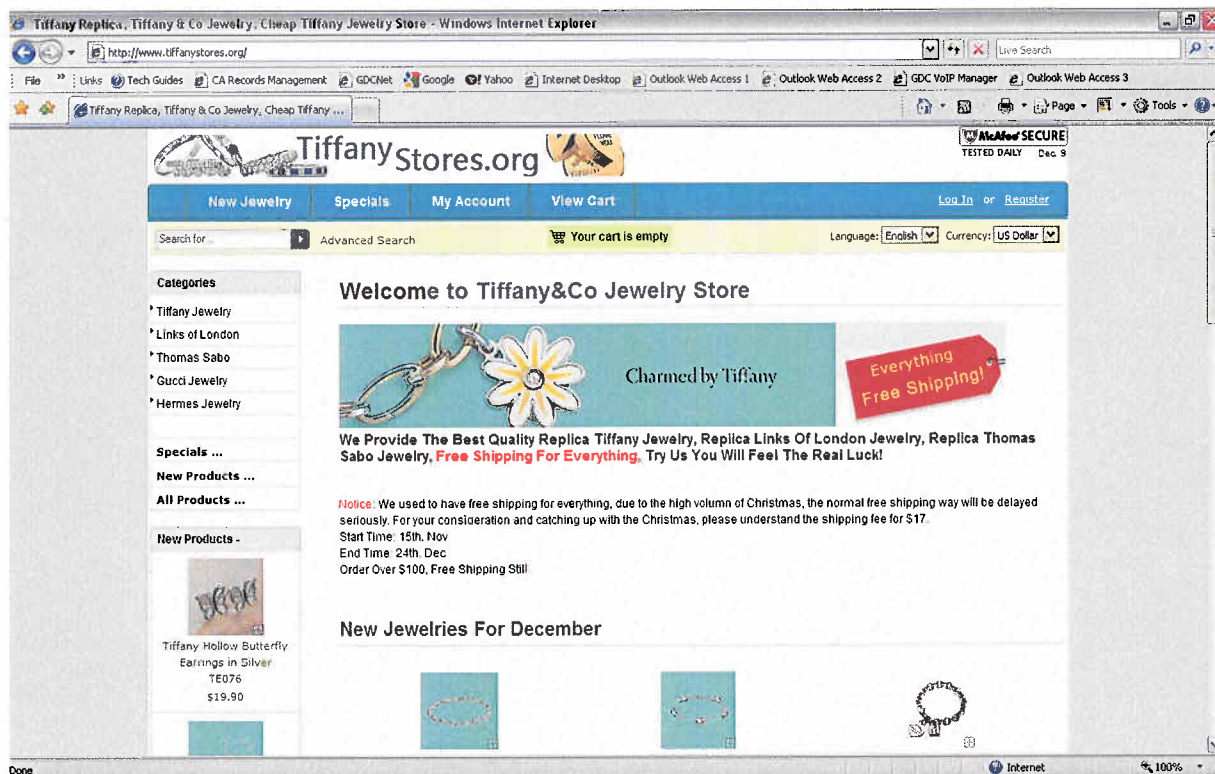 Tiffany Replica, Tiffany & Co Jewelry, Cheap Tiffany Jewelry Store - Windows Internet Explorer
http://www.tiffanystores.org/
Live Search
File » Links Tech Guides CA Records Management GDCNet Google Yahoo Internet Desktop Outlook Web Access 1 Outlook Web Access 2 GDC VoIP Manager Outlook Web Access 3
Tiffany Replica, Tiffany & Co Jewelry, Cheap Tiffany ...
Page Tools
TiffanyStores.org
McAfee SECURE
TESTED DAILY Dec 9
New Jewelry Specials My Account View Cart Log In or Register
Search for Advanced Search Your cart is empty Language: English Currency: US Dollar
Categories
Tiffany Jewelry
Links of London
Thomas Sabo
Gucci Jewelry
Hermes Jewelry
Specials ...
New Products ...
All Products ...
New Products -
Tiffany Hollow Butterfly
Earrings in Silver
TE076
$19.90
Welcome to Tiffany&Co Jewelry Store
Charmed by Tiffany
Everything
Free Shipping!
We Provide The Best Quality Replica Tiffany Jewelry, Replica Links Of London Jewelry, Replica Thomas
Sabo Jewelry, Free Shipping For Everything, Try Us You Will Feel The Real Luck!
Notice: We used to have free shipping for everything, due to the high volumn of Christmas, the normal free shipping way will be delayed
seriously. For your consideration and catching up with the Christmas, please understand the shipping fee for $17.
Start Time: 15th, Nov
End Time: 24th, Dec
Order Over $100, Free Shipping Still
New Jewelries For December
Done Internet 100%